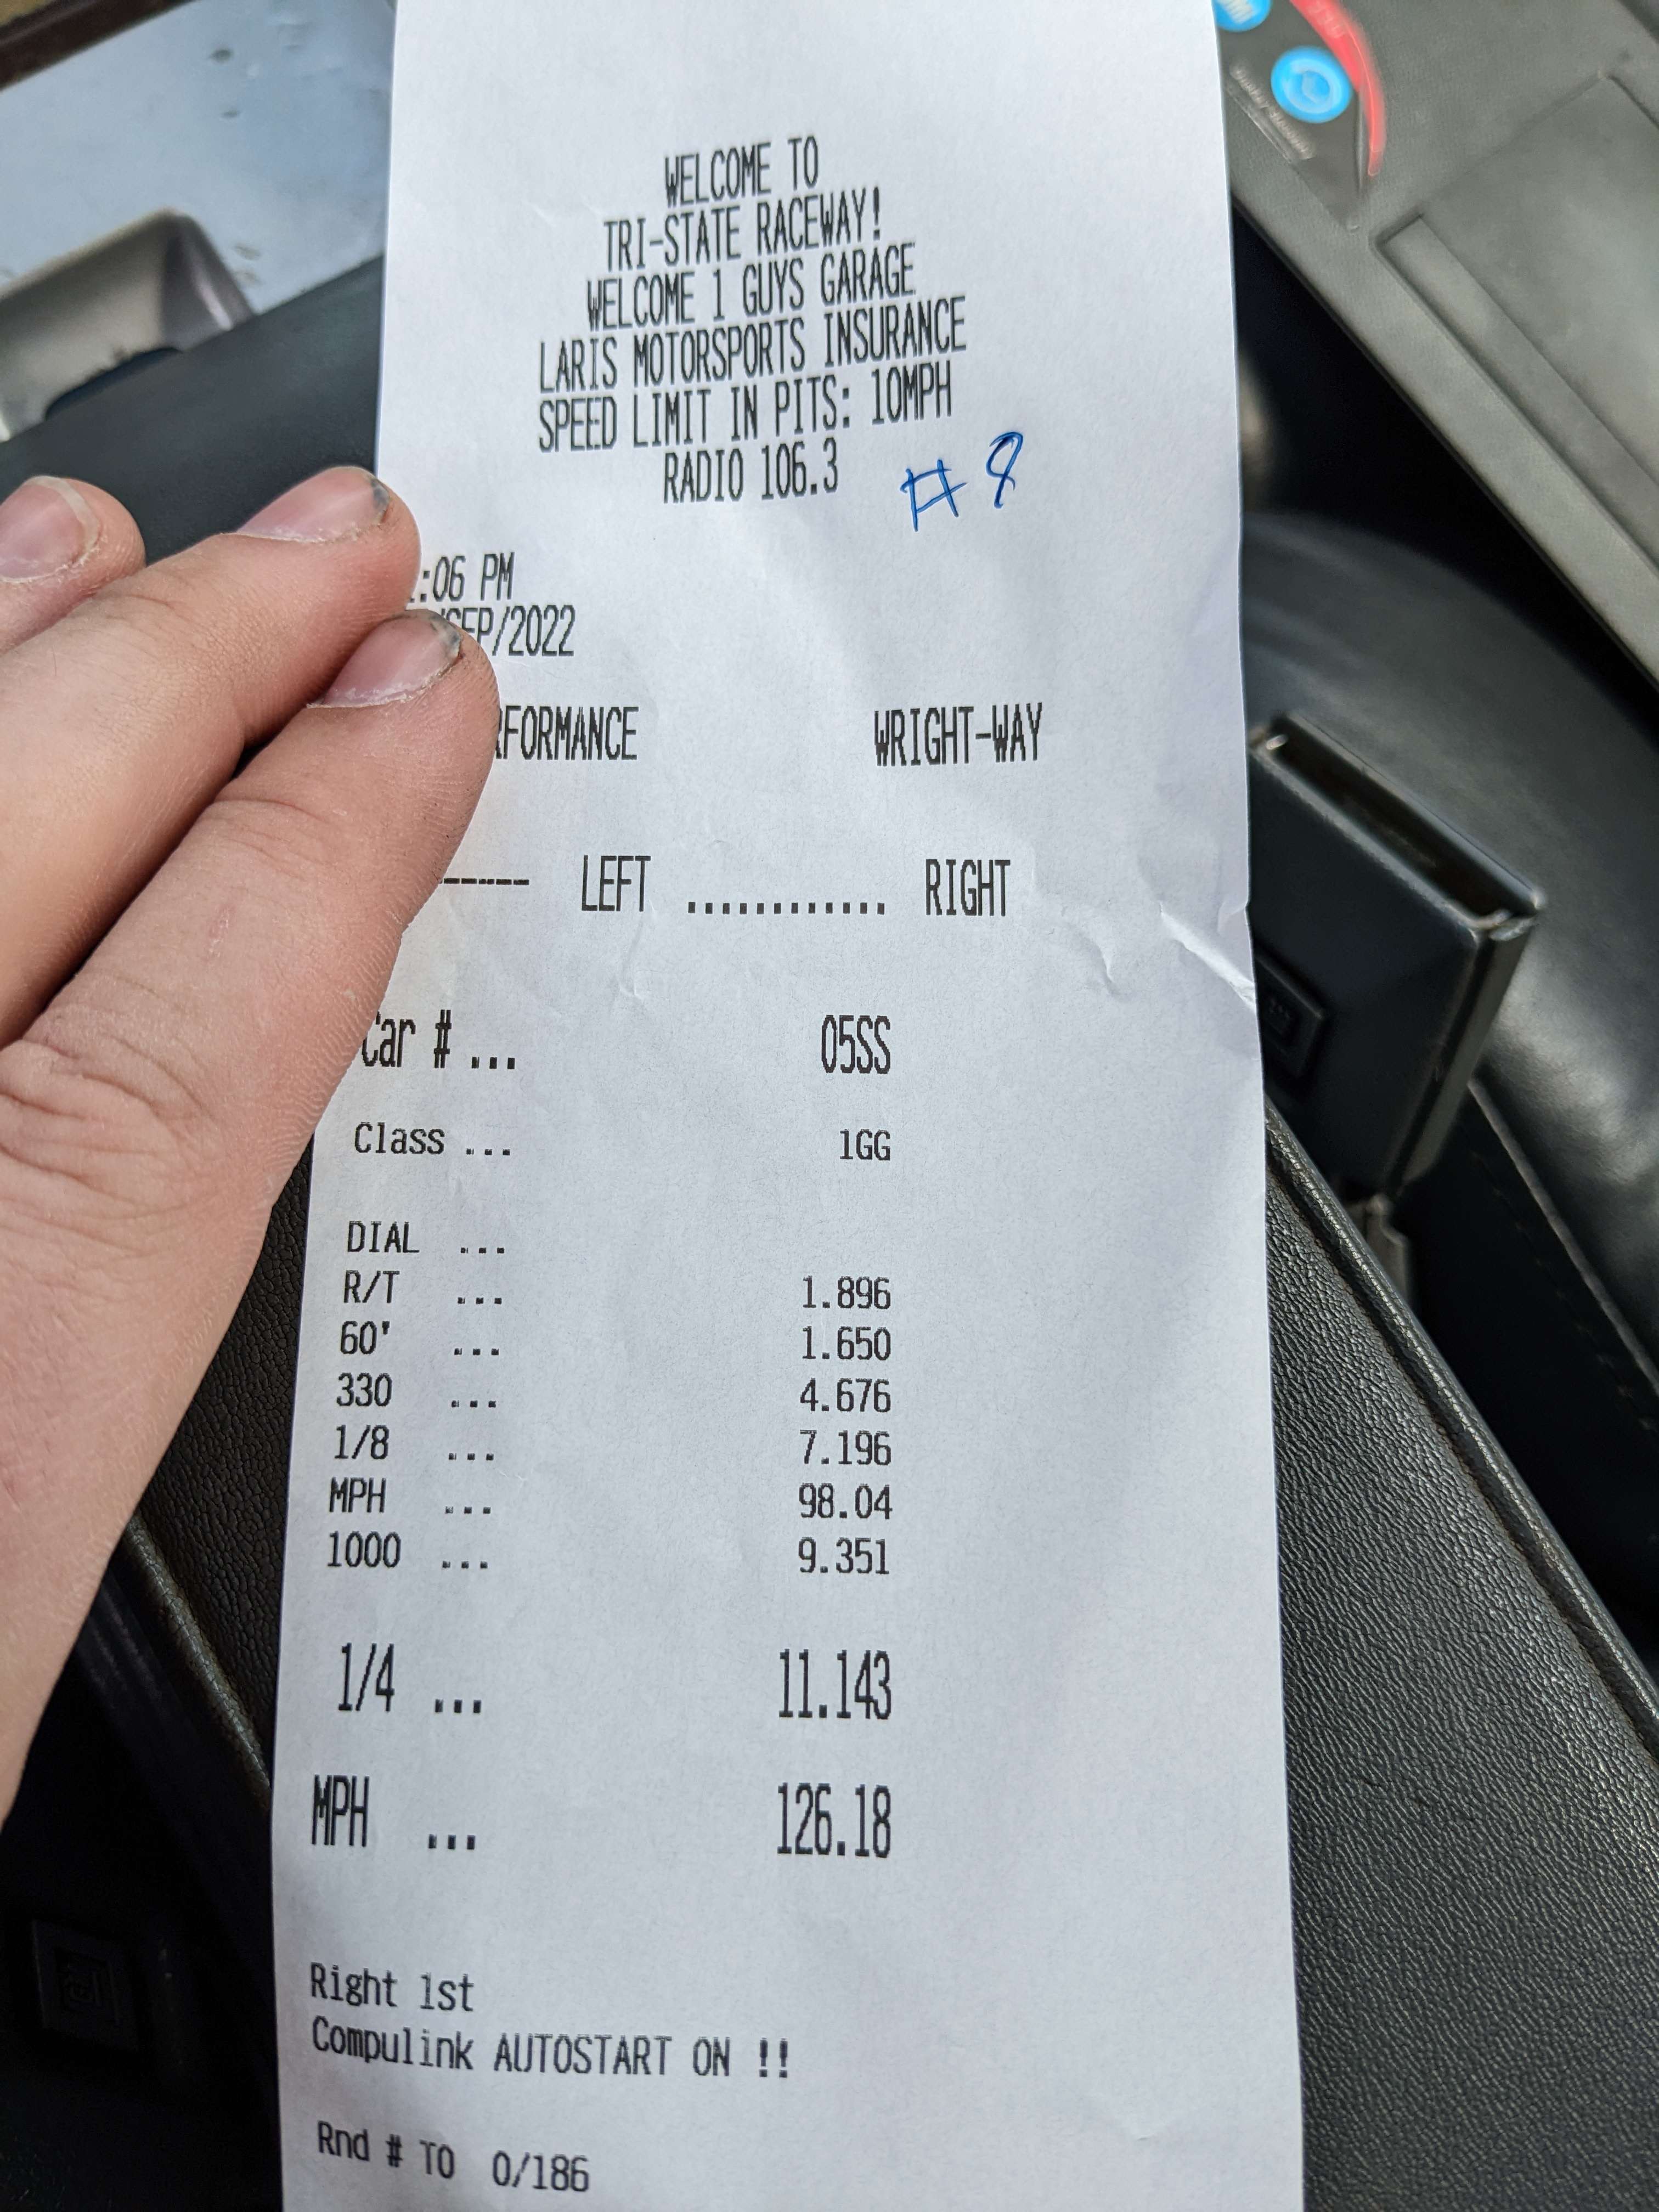 WELCOME TO
TRI-STATE RACEWAY!
WELCOME 1 GUYS GARAGE
LARIS MOTORSPORTS INSURANCE
SPEED LIMIT IN PITS: 10MPH
RADIO 106.3
#8
:06 PM
SEP/2022
RFORMANCE WRIGHT-WAY
------ LEFT ............ RIGHT
Car # ... 05SS
Class ... 1GG
DIAL ...
R/T ... 1.896
60' ... 1.650
330 ... 4.676
1/8 ... 7.196
MPH ... 98.04
1000 ... 9.351
1/4 ... 11.143
MPH ... 126.18
Right 1st
Compulink AUTOSTART ON !!
Rnd # TO 0/186